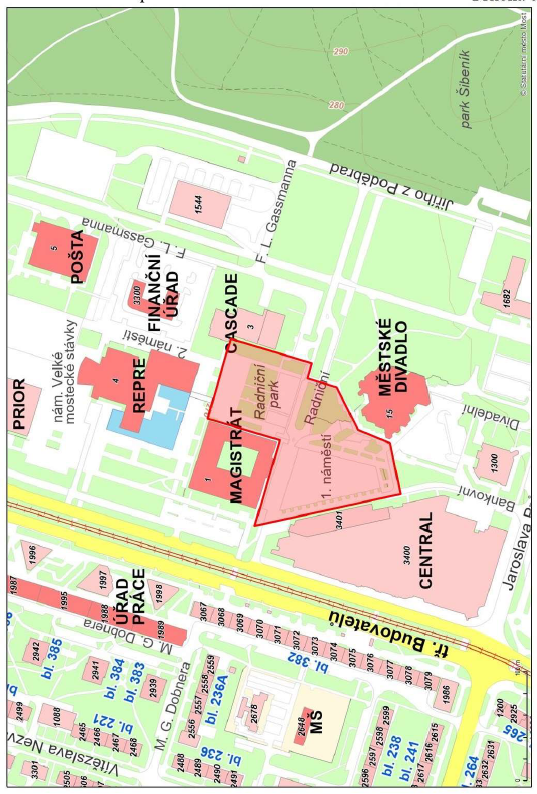 290
280
park Šibeník
© Statutární město Most
Jiřího z Poděbrad
F. L. Gassmanna
F. L. Gassmanna
1544
5
POŠTA
3300
FINANČNÍ
ÚŘAD
2. náměstí
CASCADE
3
1682
PRIOR
nám. Velké
mostecké stávky
4
REPRE
Radniční
park
Radniční
MĚSTSKÉ
DIVADLO
15
Divadelní
1
MAGISTRÁT
1. náměstí
1300
Bankovní
3401
3400
CENTRAL
Jaroslava
tř. Budovatelů
1987
1996
1995
1997
1988
1998
1989
ÚŘAD
PRÁCE
M. G. Dobnera
3067
3068
3069
3070
3071
3072
3073
3074
3075
3076
3077
3078
3079
1986
bl. 382
2942
bl. 385
2941
bl. 384
bl. 383
2939
M. G. Dobnera
2559
2558
2557
2556
bl. 236A
2678
2648
MŠ
2499
1088
bl. 221
2465
2466
2467
2468
Vítězslava Nezv
3301
2505
2488
2489
2490
2491
bl. 236
2599
2598
2597
2596
bl. 238
bl. 241
2615
2616
2617
1200
2925
265
bl. 264
2631
2632